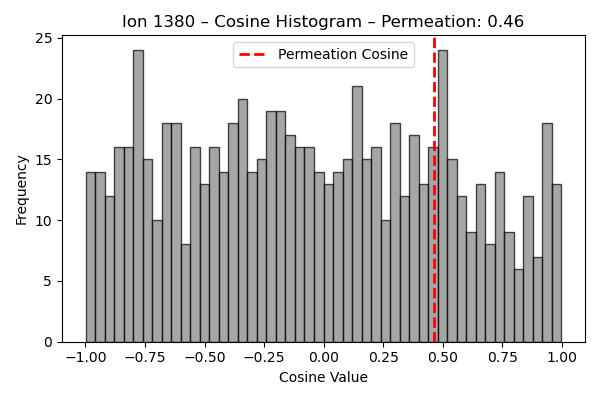 Ion 1380 – Cosine Histogram – Permeation: 0.46
Permeation Cosine
Frequency
25
20
15
10
5
0
−1.00 −0.75 −0.50 −0.25 0.00 0.25 0.50 0.75 1.00
Cosine Value